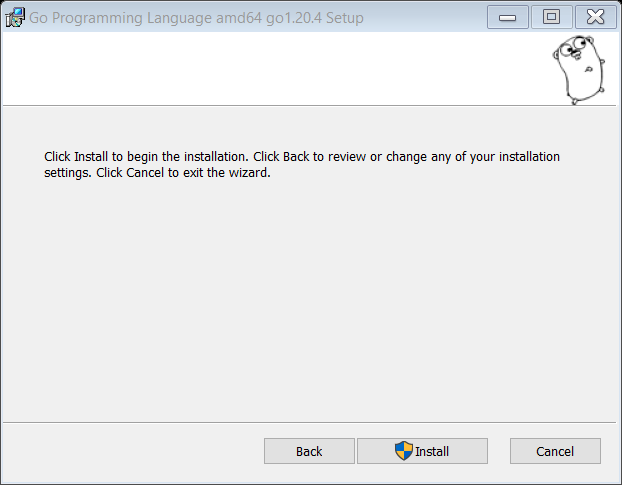 Go Programming Language amd64 go1.20.4 Setup
Click Install to begin the installation. Click Back to review or change any of your installation
settings. Click Cancel to exit the wizard.
Back
Install
Cancel